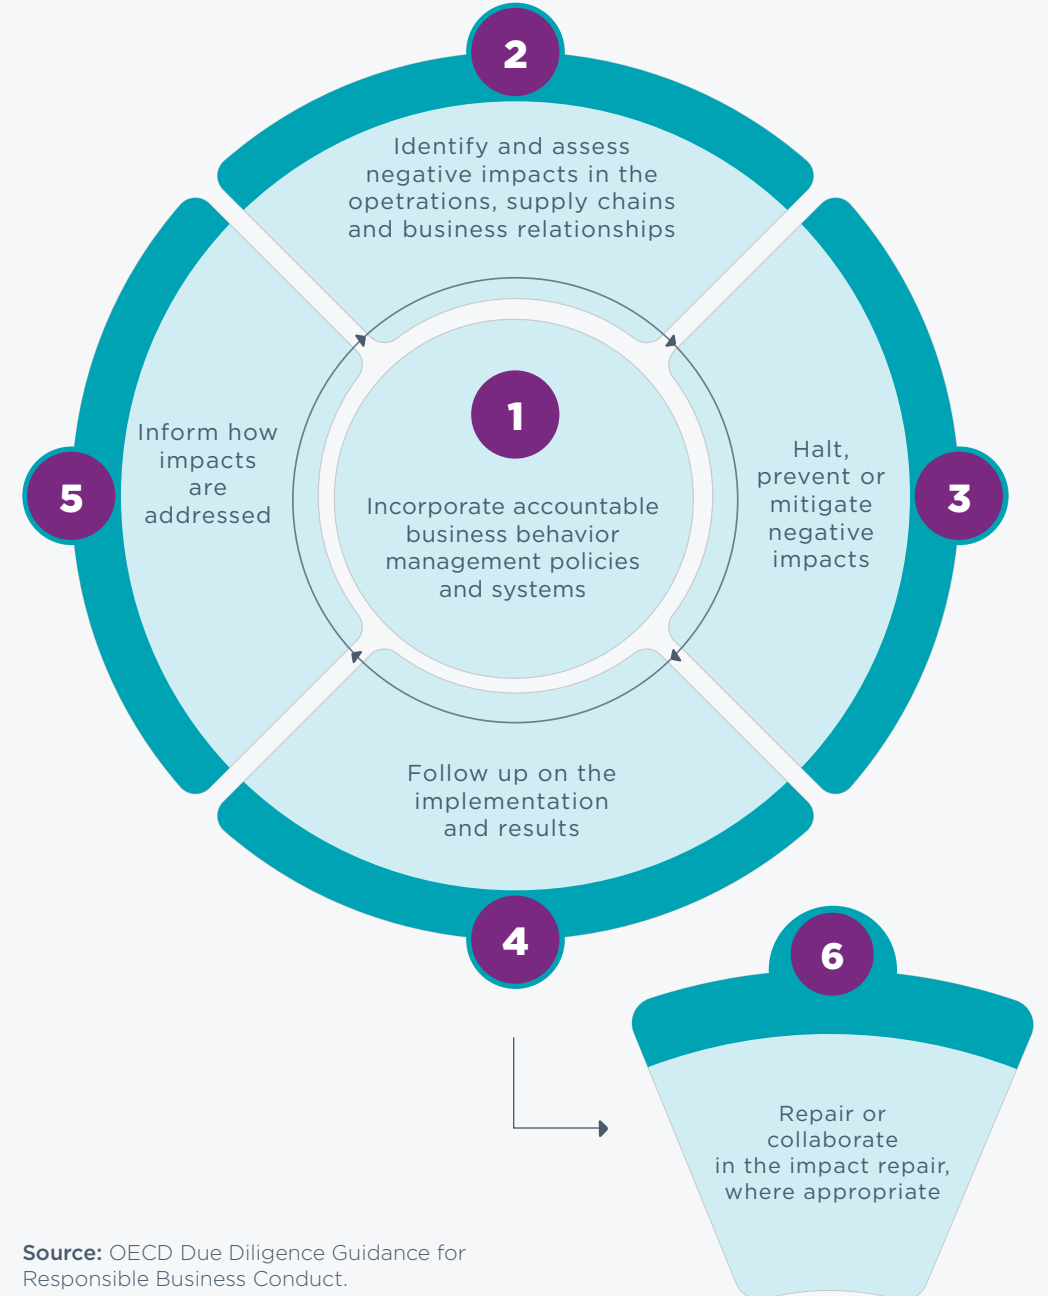 2
Identify and assess
negative impacts in the
opetrations, supply chains
and business relationships
1
Incorporate accountable
business behavior
management policies
and systems
3
Halt,
prevent or
mitigate
negative
impacts
4
Follow up on the
implementation
and results
5
Inform how
impacts
are
addressed
6
Repair or
collaborate
in the impact repair,
where appropriate
Source: OECD Due Diligence Guidance for
Responsible Business Conduct.